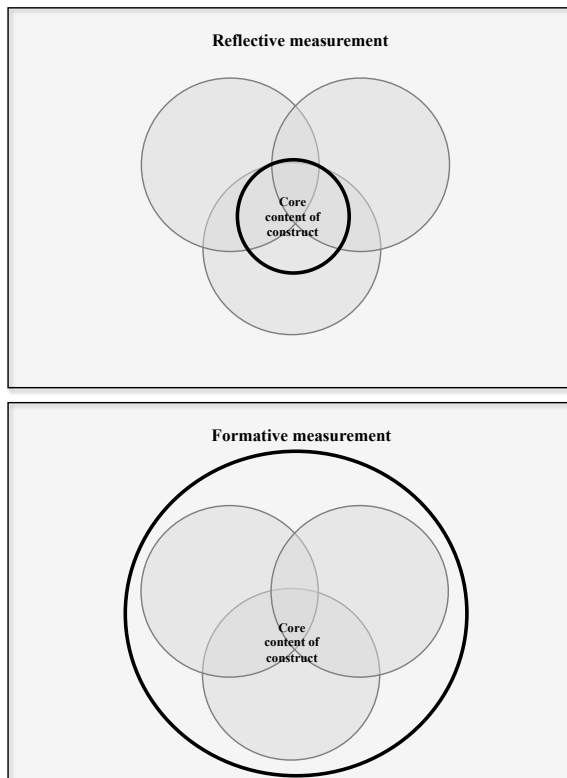 Reflective measurement
Core
content of
construct
Formative measurement
Core
content of
construct